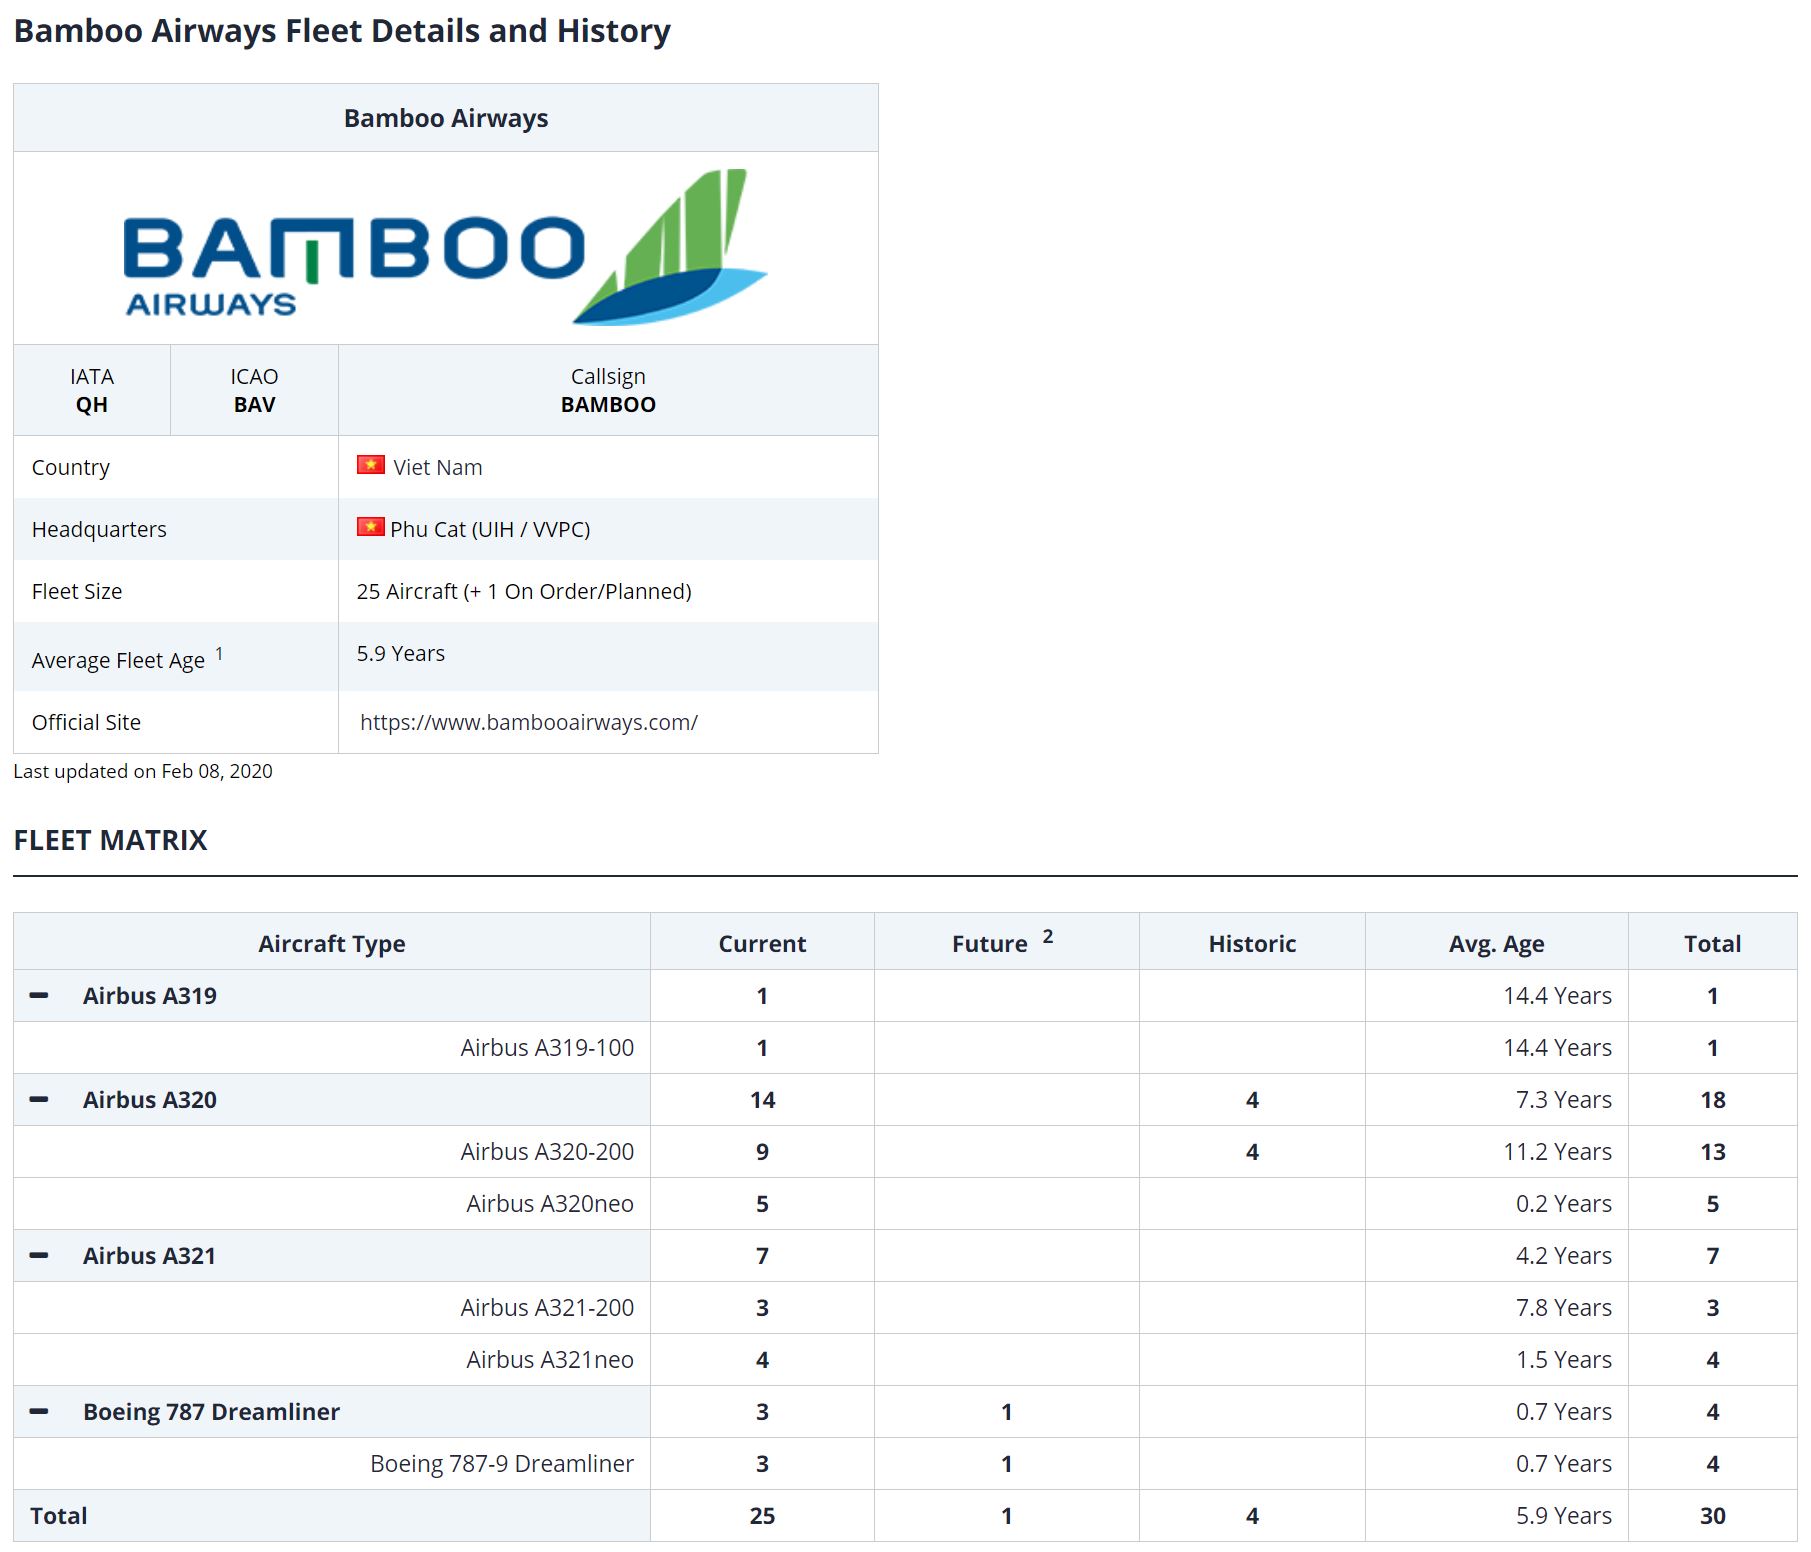 Bamboo Airways Fleet Details and History
Bamboo Airways
BAMBOO
AIRWAYS
IATA ICAO Callsign
QH BAV BAMBOO
Country Viet Nam
Headquarters Phu Cat (UIH / VVPC)
Fleet Size 25 Aircraft (+ 1 On Order/Planned)
Average Fleet Age 1 5.9 Years
Official Site https://www.bambooairways.com/
Last updated on Feb 08, 2020
FLEET MATRIX
Aircraft Type Current Future 2 Historic Avg. Age Total
Airbus A319 1 14.4 Years 1
Airbus A319-100 1 14.4 Years 1
Airbus A320 14 4 7.3 Years 18
Airbus A320-200 9 4 11.2 Years 13
Airbus A320neo 5 0.2 Years 5
Airbus A321 7 4.2 Years 7
Airbus A321-200 3 7.8 Years 3
Airbus A321neo 4 1.5 Years 4
Boeing 787 Dreamliner 3 1 0.7 Years 4
Boeing 787-9 Dreamliner 3 1 0.7 Years 4
Total 25 1 4 5.9 Years 30